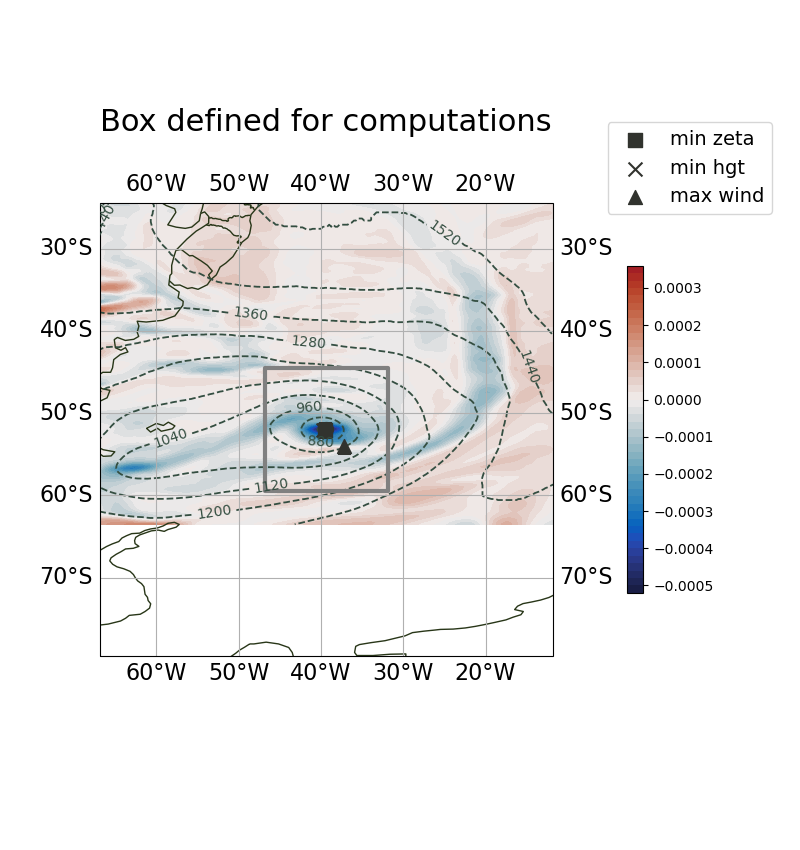 Box defined for computations
min zeta
min hgt
max wind
60°W 50°W 40°W 30°W 20°W
30°S 30°S
40°S 40°S
50°S 50°S
60°S 60°S
70°S 70°S
1520
1360
1280
1440
960
1040
880
1120
1200
0.0003
0.0002
0.0001
0.0000
−0.0001
−0.0002
−0.0003
−0.0004
−0.0005
60°W 50°W 40°W 30°W 20°W